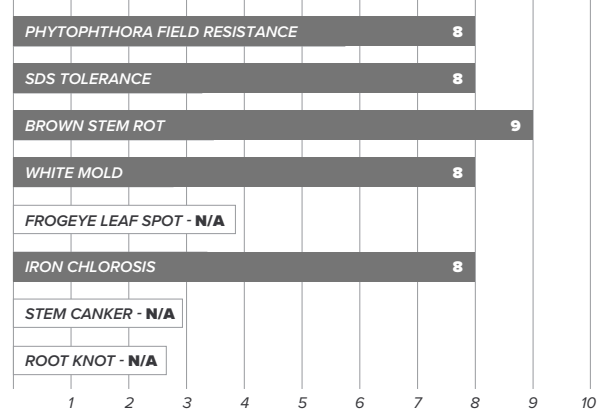 PHYTOPHTHORA FIELD RESISTANCE 8
SDS TOLERANCE 8
BROWN STEM ROT 9
WHITE MOLD 8
FROGEYE LEAF SPOT - N/A
IRON CHLOROSIS 8
STEM CANKER - N/A
ROOT KNOT - N/A
1 2 3 4 5 6 7 8 9 10